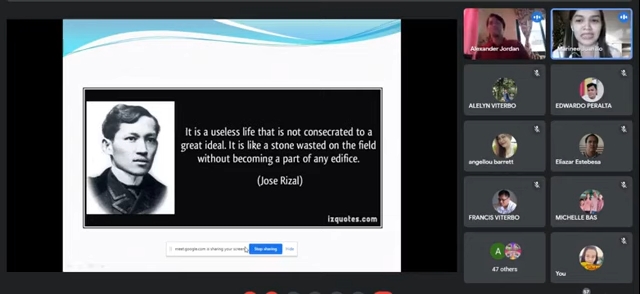 It is a useless life that is not consecrated to a
great ideal. It is like a stone wasted on the field
without becoming a part of any edifice.
(Jose Rizal)
izquotes.com
meet.google.com is sharing your screen.
Stop sharing
Hide
Alexander Jordan
ALELYN VITERBO
EDWARDO PERALTA
angeliou barrett
Eliazar Estebesa
FRANCIS VITERBO
MICHELLE BAS
A
47 others
You